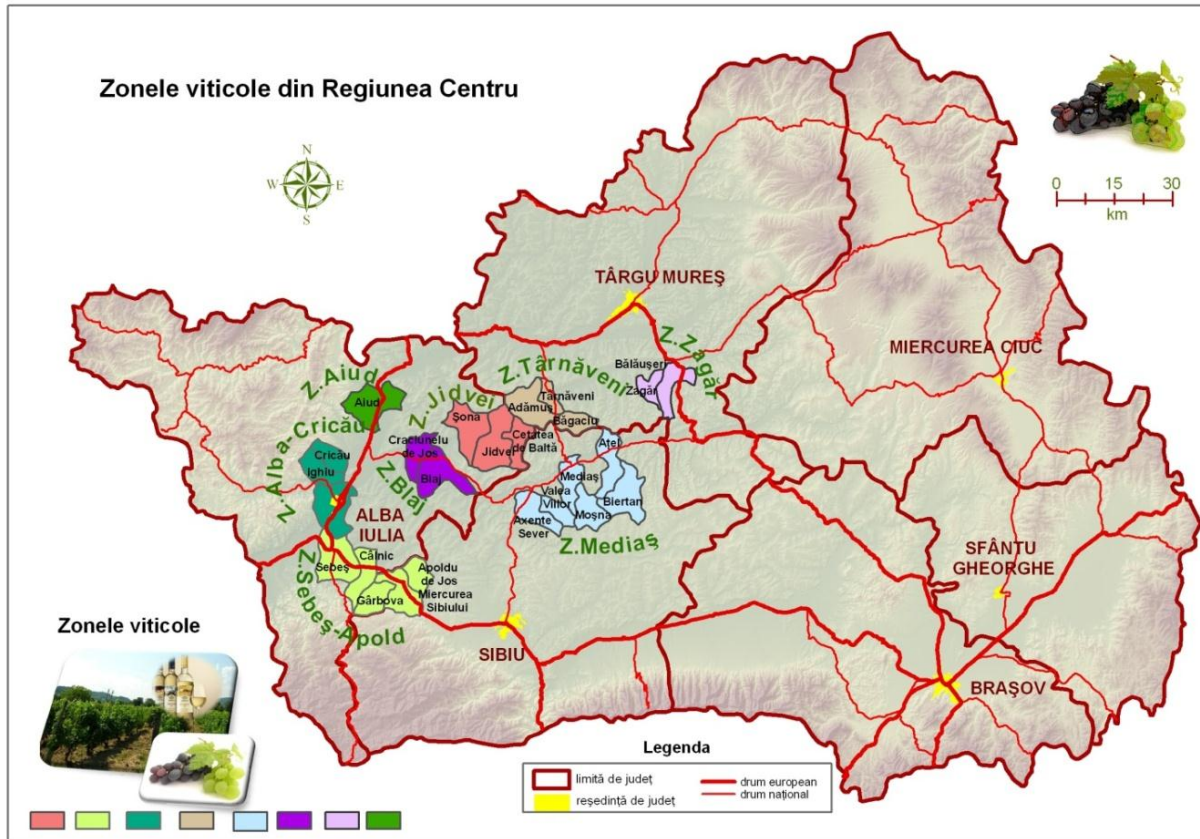 Zonele viticole din Regiunea Centru
N
W E
S
0 15 30
km
TÂRGU MUREŞ
MIERCUREA CIUC
Z.Zagăr
Bălăuşeri
Zagăr
Z.Târnăveni
Târnăveni
Adămuş
Băgaciu
Z.Aiud
Aiud
Z.Jidvei
Şona
Cetatea
de Baltă
Jidvei
Craciunelu
de Jos
Blaj
Z.Blaj
Z.Alba-Cricău
Cricău
Ighiu
ALBA
IULIA
Aţel
Mediaş
Valea
Viilor
Biertan
Moşna
Axente
Sever
Z.Mediaş
Sebeş
Câlnic
Apoldu
de Jos
Miercurea
Sibiului
Gârbova
Z.Sebeş-Apold
SFÂNTU
GHEORGHE
SIBIU
BRAŞOV
Zonele viticole
Legenda
limită de judeţ
reşedinţă de judeţ
drum european
drum naţional